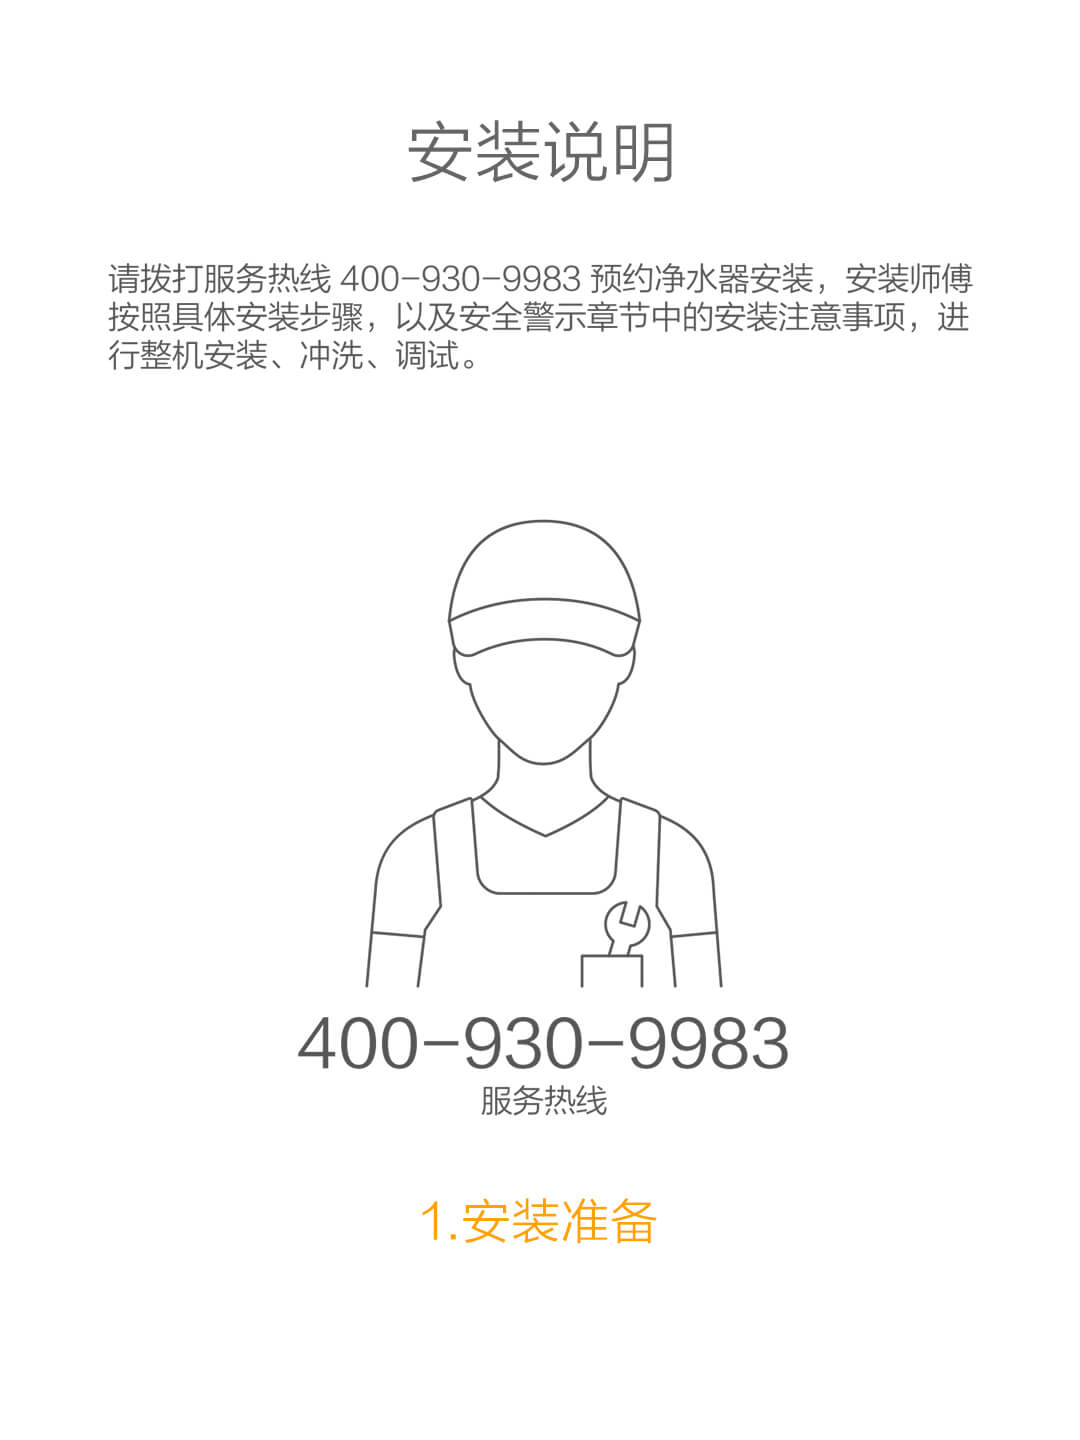 安装说明
请拨打服务热线 400-930-9983 预约净水器安装，安装师傅
按照具体安装步骤，以及安全警示章节中的安装注意事项，进
行整机安装、冲洗、调试。
400-930-9983
服务热线
1.安装准备